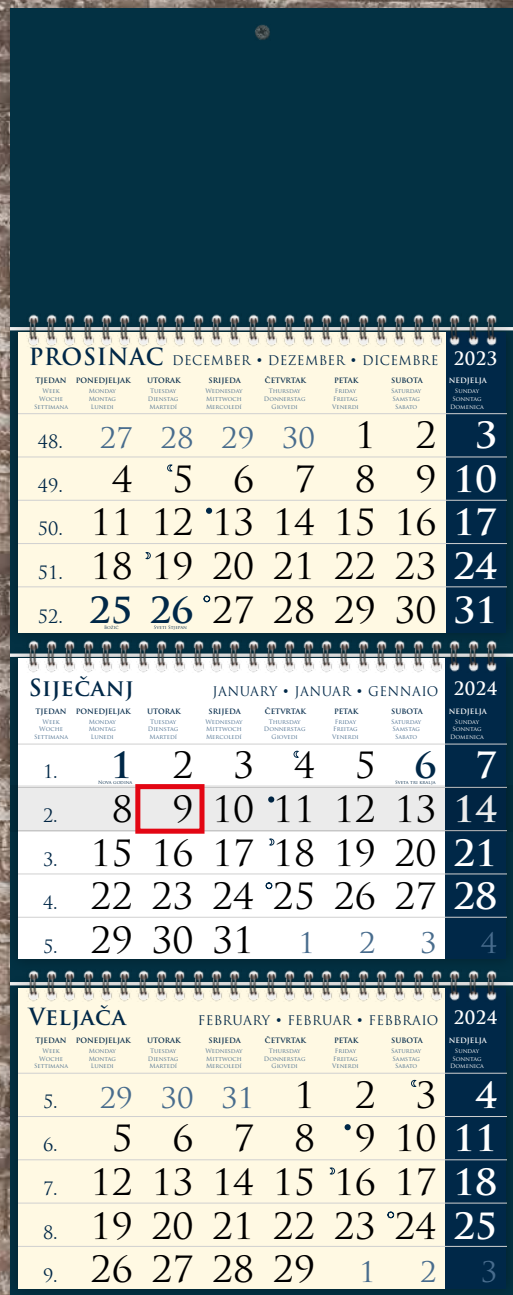 PROSINAC DECEMBER • DEZEMBER • DICEMBRE 2023
TJEDAN PONEDJELJAK UTORAK SRIJEDA ČETVRTAK PETAK SUBOTA NEDJELJA
WEEK MONDAY TUESDAY WEDNESDAY THURSDAY FRIDAY SATURDAY SUNDAY
WOCHE MONTAG DIENSTAG MITTWOCH DONNERSTAG FREITAG SAMSTAG SONNTAG
SETTIMANA LUNEDÌ MARTEDÌ MERCOLEDÌ GIOVEDÌ VENERDÌ SABATO DOMENICA
48. 27 28 29 30 1 2 3
49. 4 5 6 7 8 9 10
50. 11 12 13 14 15 16 17
51. 18 19 20 21 22 23 24
52. 25 26 27 28 29 30 31
BOŽIĆ SVETI STJEPAN
SIJEČANJ JANUARY • JANUAR • GENNAIO 2024
TJEDAN PONEDJELJAK UTORAK SRIJEDA ČETVRTAK PETAK SUBOTA NEDJELJA
WEEK MONDAY TUESDAY WEDNESDAY THURSDAY FRIDAY SATURDAY SUNDAY
WOCHE MONTAG DIENSTAG MITTWOCH DONNERSTAG FREITAG SAMSTAG SONNTAG
SETTIMANA LUNEDÌ MARTEDÌ MERCOLEDÌ GIOVEDÌ VENERDÌ SABATO DOMENICA
1. 1 2 3 4 5 6 7
NOVA GODINA SVETA TRI KRALJA
2. 8 9 10 11 12 13 14
3. 15 16 17 18 19 20 21
4. 22 23 24 25 26 27 28
5. 29 30 31 1 2 3 4
VELJAČA FEBRUARY • FEBRUAR • FEBBRAIO 2024
TJEDAN PONEDJELJAK UTORAK SRIJEDA ČETVRTAK PETAK SUBOTA NEDJELJA
WEEK MONDAY TUESDAY WEDNESDAY THURSDAY FRIDAY SATURDAY SUNDAY
WOCHE MONTAG DIENSTAG MITTWOCH DONNERSTAG FREITAG SAMSTAG SONNTAG
SETTIMANA LUNEDÌ MARTEDÌ MERCOLEDÌ GIOVEDÌ VENERDÌ SABATO DOMENICA
5. 29 30 31 1 2 3 4
6. 5 6 7 8 9 10 11
7. 12 13 14 15 16 17 18
8. 19 20 21 22 23 24 25
9. 26 27 28 29 1 2 3